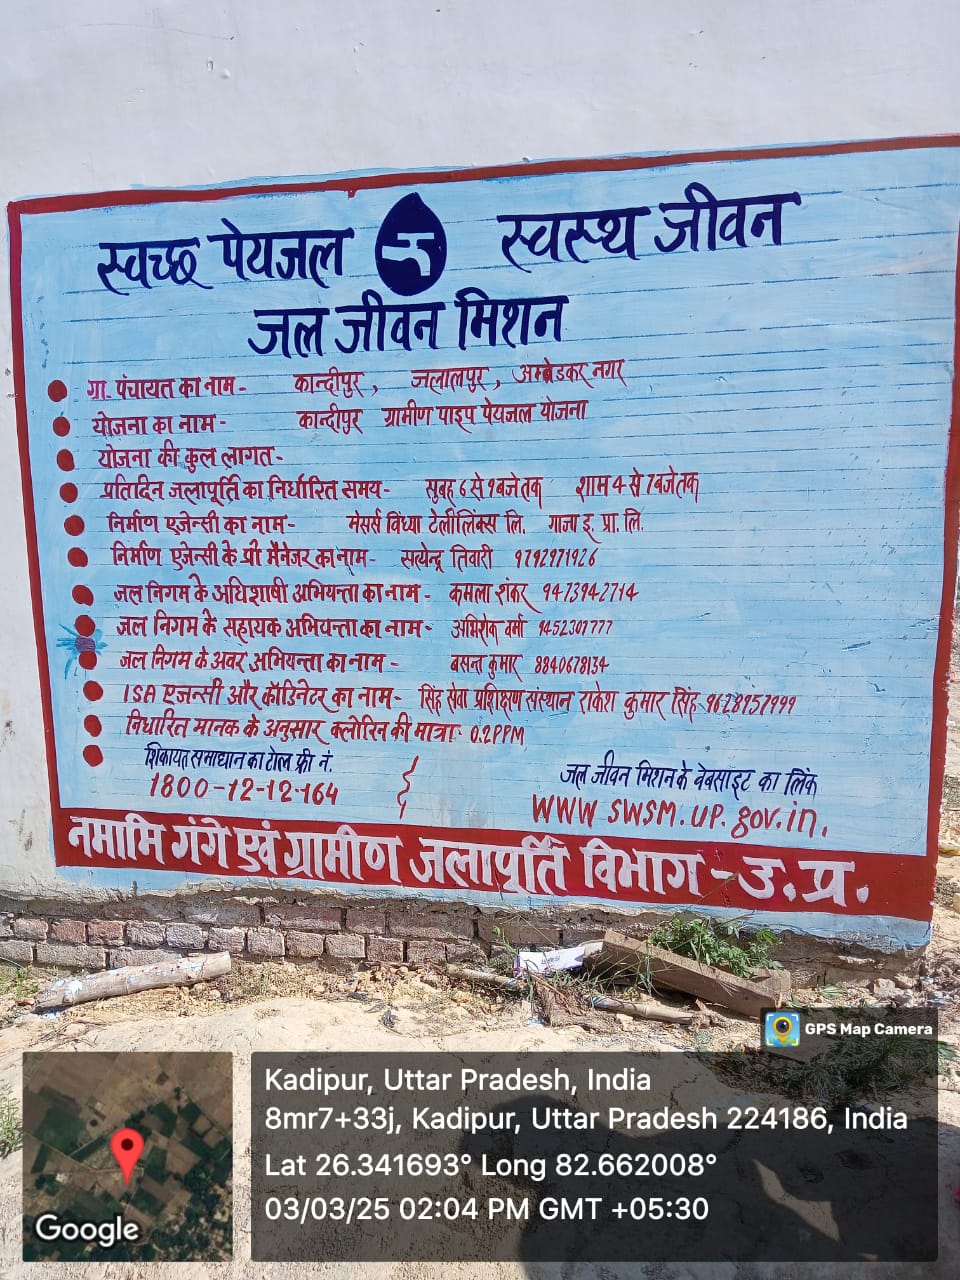 स्वच्छ पेयजल स्वस्थ जीवन
जल जीवन मिशन
ग्रा. पंचायत का नाम- कान्दीपुर, जलालपुर, अम्बेडकर नगर
योजना का नाम- कान्दीपुर ग्रामीण पाइप पेयजल योजना
योजना की कुल लागत-
प्रतिदिन जलापूर्ति का निर्धारित समय- सुबह 6 से 9 बजे तक शाम 4 से 7 बजे तक
निर्माण एजेन्सी का नाम- मेसर्स विंध्या टेलीलिंक्स लि. गाज्पा इ. प्रा. लि.
निर्माण एजेन्सी के प्रो मैनेजर का नाम- सत्येन्द्र तिवारी 9792971926
जल निगम के अधिशाषी अभियन्ता का नाम- कमला शंकर 9473942714
जल निगम के सहायक अभियन्ता का नाम- वर्मा 9452307777
जल निगम के अवर अभियन्ता का नाम- बसन्त कुमार 8840678134
ISA एजन्सी और कॉडिनेटर का नाम- सिंह सेवा प्रशिक्षण संस्थान राकेश कुमार सिंह-9628957999
निधारित मानक के अनुसार क्लोरिन की मात्रा- 0.2PPM
शिकायत समाधान का टोल फ्री नं.
1800-12-12-164
जल जीवन मिशन के वेबसाइट का लिंक
WWW.SWSM.UP.gov.in.
नमामि गंगे एवं ग्रामीण जलापूर्ति विभाग-उ.प्र.
GPS Map Camera
Kadipur, Uttar Pradesh, India
8mr7+33j, Kadipur, Uttar Pradesh 224186, India
Lat 26.341693° Long 82.662008°
03/03/25 02:04 PM GMT +05:30
Google